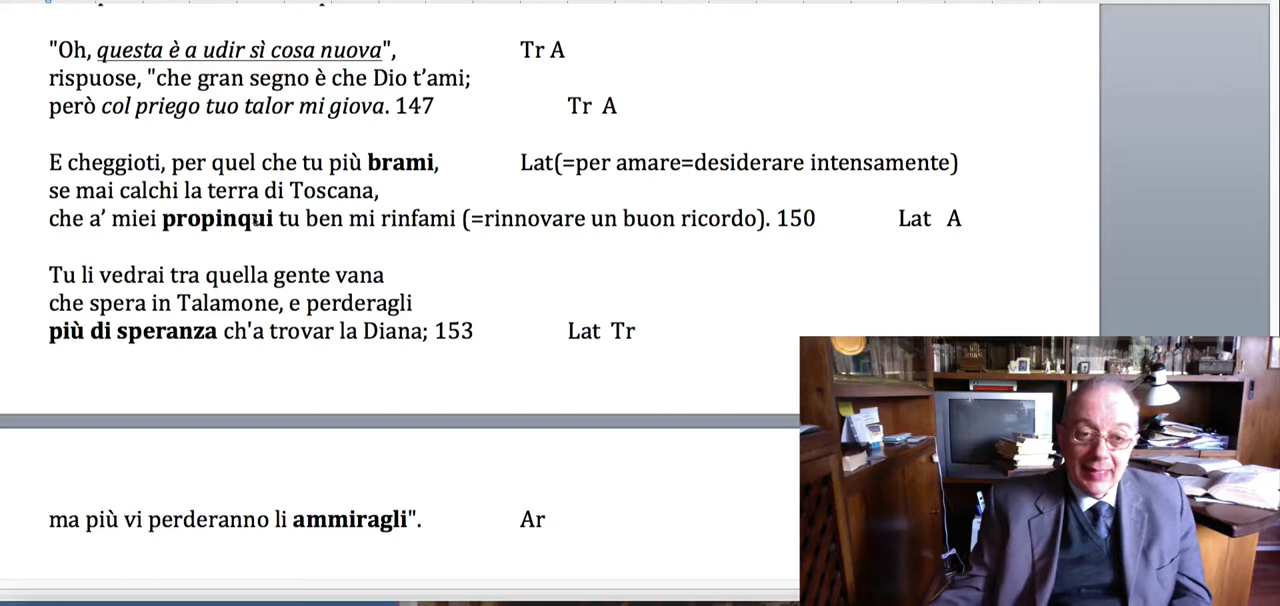 "Oh, questa è a udir sì cosa nuova", Tr A
rispuose, "che gran segno è che Dio t’ami;
però col priego tuo talor mi giova. 147 Tr A
E cheggioti, per quel che tu più brami, Lat(=per amare=desiderare intensamente)
se mai calchi la terra di Toscana,
che a’ miei propinqui tu ben mi rinfami (=rinnovare un buon ricordo). 150 Lat A
Tu li vedrai tra quella gente vana
che spera in Talamone, e perderagli
più di speranza ch'a trovar la Diana; 153 Lat Tr
ma più vi perderanno li ammiragli". Ar